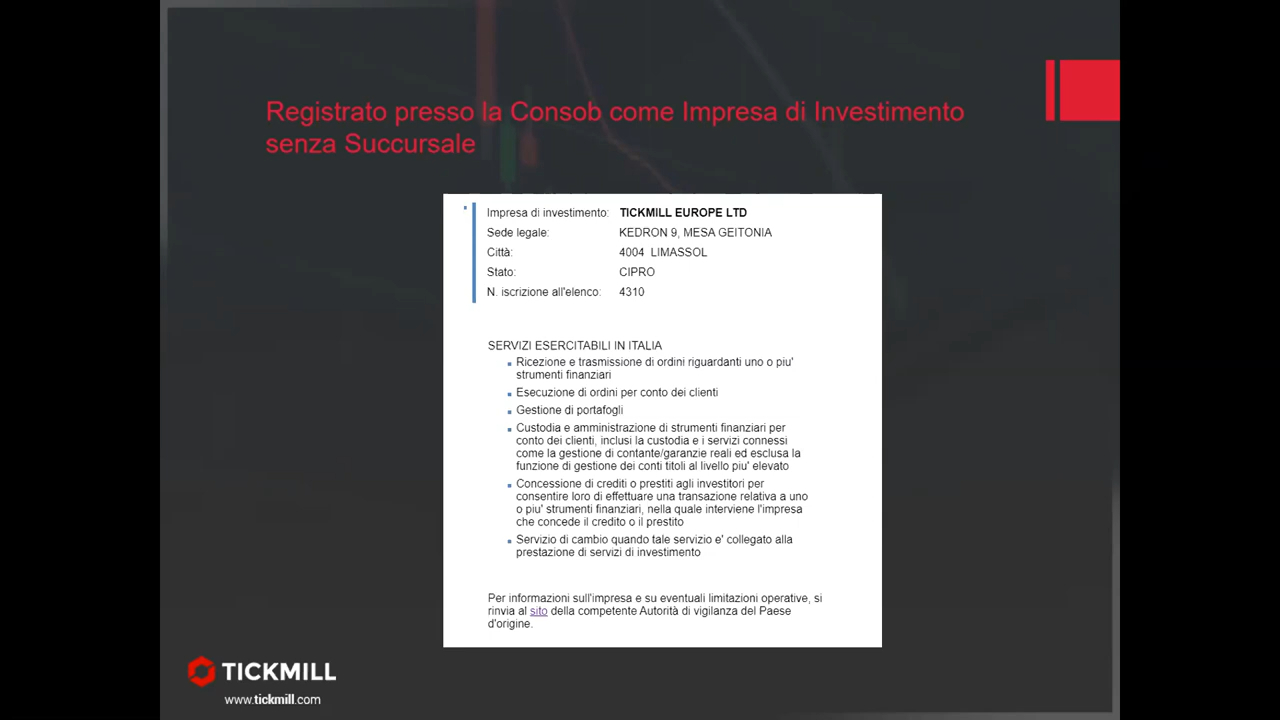 Registrato presso la Consob come Impresa di Investimento
senza Succursale
Impresa di investimento: TICKMILL EUROPE LTD
Sede legale: KEDRON 9, MESA GEITONIA
Città: 4004 LIMASSOL
Stato: CIPRO
N. iscrizione all'elenco: 4310
SERVIZI ESERCITABILI IN ITALIA
Ricezione e trasmissione di ordini riguardanti uno o piu'
strumenti finanziari
Esecuzione di ordini per conto dei clienti
Gestione di portafogli
Custodia e amministrazione di strumenti finanziari per
conto dei clienti, inclusi la custodia e i servizi connessi
come la gestione di contante/garanzie reali ed esclusa la
funzione di gestione dei conti titoli al livello piu' elevato
Concessione di crediti o prestiti agli investitori per
consentire loro di effettuare una transazione relativa a uno
o piu' strumenti finanziari, nella quale interviene l'impresa
che concede il credito o il prestito
Servizio di cambio quando tale servizio e' collegato alla
prestazione di servizi di investimento
Per informazioni sull'impresa e su eventuali limitazioni operative, si
rinvia al sito della competente Autorità di vigilanza del Paese
d'origine.
TICKMILL
www.tickmill.com